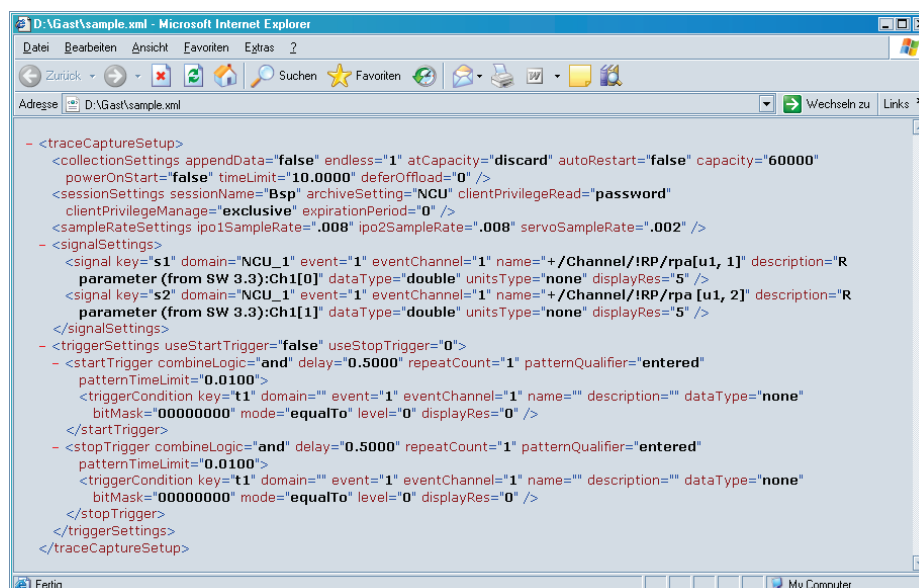 D:\Gast\sample.xml - Microsoft Internet Explorer
Datei Bearbeiten Ansicht Favoriten Extras ?
Zurück Suchen Favoriten
Adresse D:\Gast\sample.xml Wechseln zu Links
- <traceCaptureSetup>
<collectionSettings appendData="false" endless="1" atCapacity="discard" autoRestart="false" capacity="60000"
powerOnStart="false" timeLimit="10.0000" deferOffload="0" />
<sessionSettings sessionName="Bsp" archiveSetting="NCU" clientPrivilegeRead="password"
clientPrivilegeManage="exclusive" expirationPeriod="0" />
<sampleRateSettings ipo1SampleRate=".008" ipo2SampleRate=".008" servoSampleRate=".002" />
- <signalSettings>
<signal key="s1" domain="NCU_1" event="1" eventChannel="1" name="+/Channel/!RP/rpa[u1, 1]" description="R
parameter (from SW 3.3):Ch1[0]" dataType="double" unitsType="none" displayRes="5" />
<signal key="s2" domain="NCU_1" event="1" eventChannel="1" name="+/Channel/!RP/rpa [u1, 2]" description="R
parameter (from SW 3.3):Ch1[1]" dataType="double" unitsType="none" displayRes="5" />
</signalSettings>
- <triggerSettings useStartTrigger="false" useStopTrigger="0">
- <startTrigger combineLogic="and" delay="0.5000" repeatCount="1" patternQualifier="entered"
patternTimeLimit="0.0100">
<triggerCondition key="t1" domain="" event="1" eventChannel="1" name="" description="" dataType="none"
bitMask="00000000" mode="equalTo" level="0" displayRes="0" />
</startTrigger>
- <stopTrigger combineLogic="and" delay="0.5000" repeatCount="1" patternQualifier="entered"
patternTimeLimit="0.0100">
<triggerCondition key="t1" domain="" event="1" eventChannel="1" name="" description="" dataType="none"
bitMask="00000000" mode="equalTo" level="0" displayRes="0" />
</stopTrigger>
</triggerSettings>
</traceCaptureSetup>
Fertig My Computer